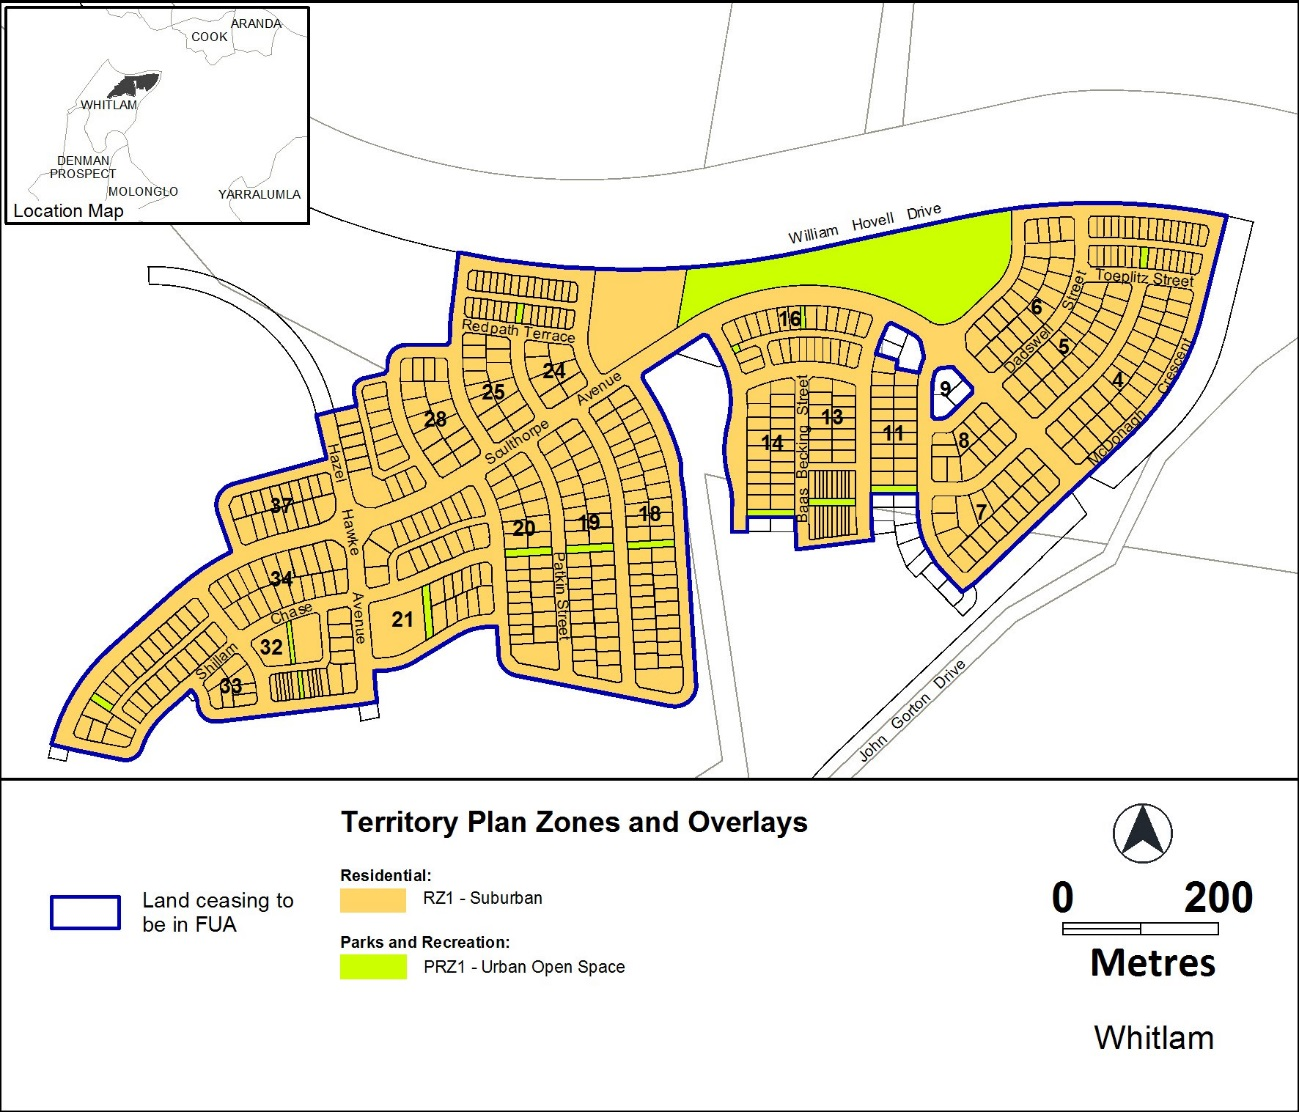 ARANDA
COOK
WHITLAM
DENMAN
PROSPECT
MOLONGLO
YARRALUMLA
Location Map
William Hovell Drive
Toeplitz Street
Redpath Terrace
16
6
Dadswell Street
5
24
25
Avenue
4
McDonagh Crescent
9
28
Sculthorpe
14
Baas Becking Street
13
11
8
Hazel
Hawke
Avenue
37
20
19
18
7
34
Patkin Street
Chase
21
32
Shillam
33
John Gorton Drive
Territory Plan Zones and Overlays
Land ceasing to
be in FUA
Residential:
RZ1 - Suburban
Parks and Recreation:
PRZ1 - Urban Open Space
0 200
Metres
Whitlam